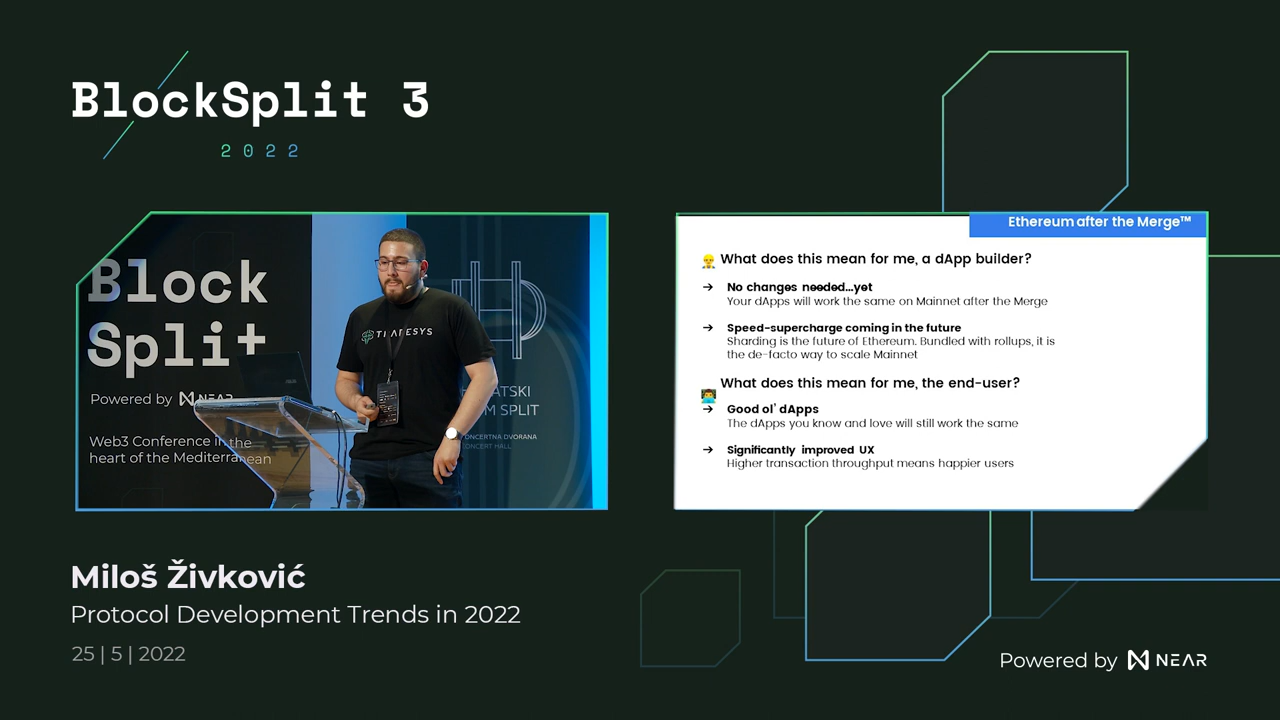 BlockSplit 3
2022
Block
Split
Powered by NEAR
Web3 Conference in the
heart of the Mediterranean
KONCERTNA DVORANA
CONCERT HALL
Ethereum after the Merge™
What does this mean for me, a dApp builder?
→ No changes needed...yet
Your dApps will work the same on Mainnet after the Merge
→ Speed-supercharge coming in the future
Sharding is the future of Ethereum. Bundled with rollups, it is
the de-facto way to scale Mainnet
What does this mean for me, the end-user?
→ Good ol' dApps
The dApps you know and love will still work the same
→ Significantly improved UX
Higher transaction throughput means happier users
Miloš Živković
Protocol Development Trends in 2022
25 | 5 | 2022
Powered by NEAR